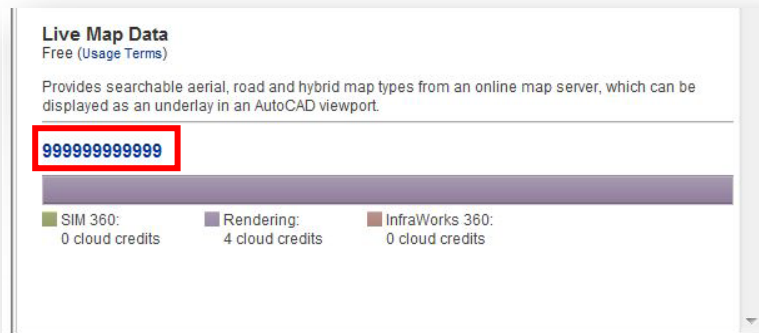 Live Map Data
Free (Usage Terms)
Provides searchable aerial, road and hybrid map types from an online map server, which can be
displayed as an underlay in an AutoCAD viewport.
999999999999
SIM 360: Rendering: InfraWorks 360:
0 cloud credits 4 cloud credits 0 cloud credits